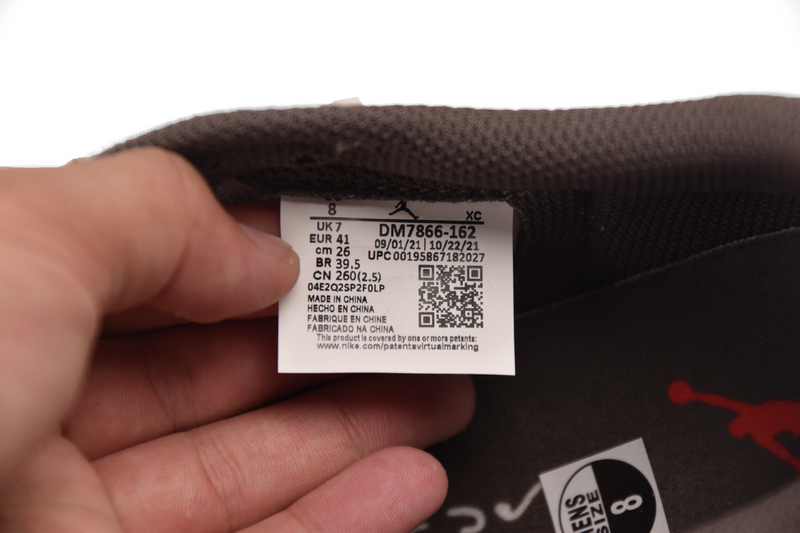 8
XC
UK 7
DM7866-162
EUR 41
09/01/21 | 10/22/21
cm 26
UPC 00195867182027
BR 39.5
CN 260(2.5)
04E2Q2SP2F0LP
MADE IN CHINA
HECHO EN CHINA
FABRIQUE EN CHINE
FABRICADO NA CHINA
This product is covered by one or more patents:
www.nike.com/patentsvirtualmarking
SIZE
8